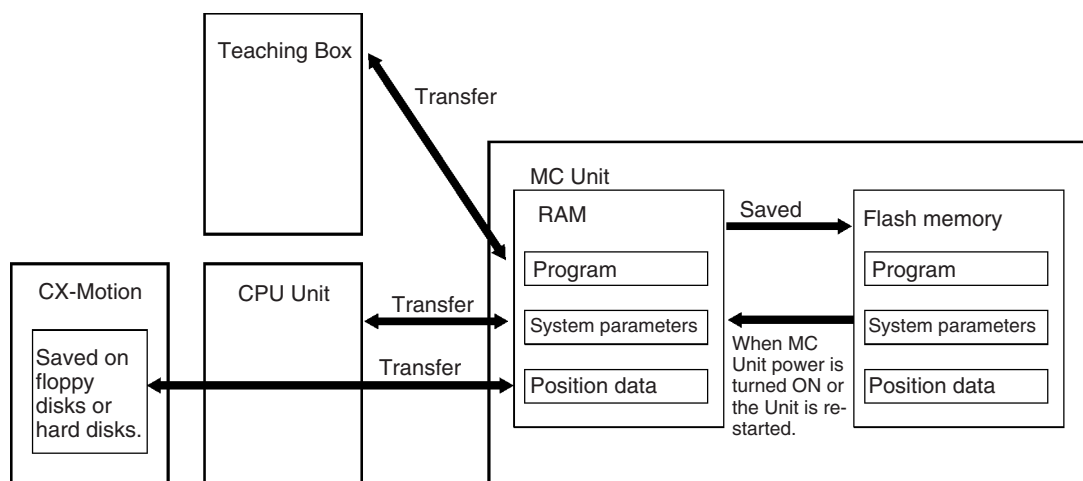 Teaching Box
Transfer
MC Unit
RAM
Saved
Flash memory
Program
Program
CX-Motion
CPU Unit
Transfer
System parameters
System parameters
Saved on
floppy
disks or
hard disks.
Transfer
When MC
Unit power is
turned ON or
the Unit is re-
started.
Position data
Position data